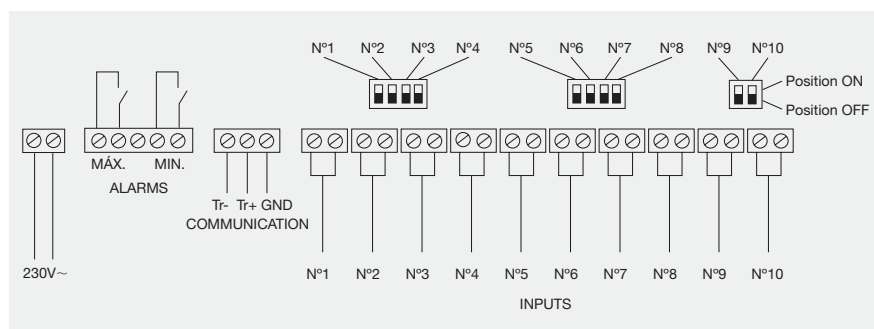 Nº1 Nº2 Nº3 Nº4 Nº5 Nº6 Nº7 Nº8 Nº9 Nº10
Position ON
Position OFF
MÁX. MIN.
ALARMS
Tr- Tr+ GND
COMMUNICATION
230V~ Nº1 Nº2 Nº3 Nº4 Nº5 Nº6 Nº7 Nº8 Nº9 Nº10
INPUTS